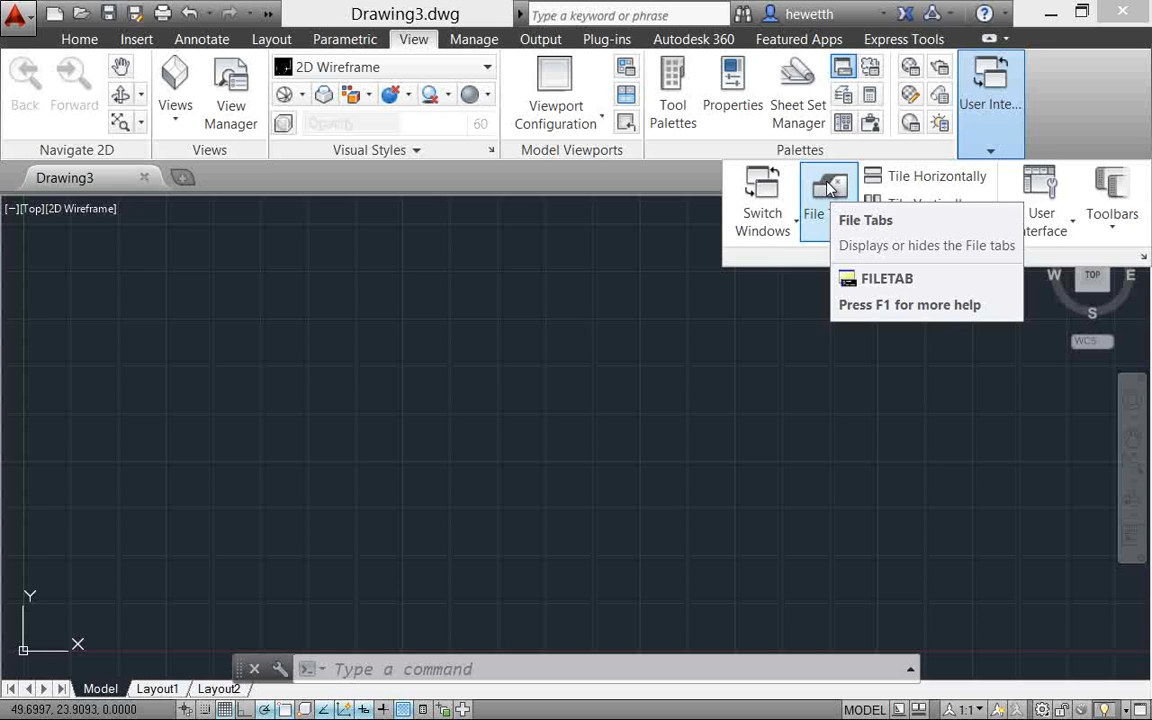 Drawing3.dwg
Type a keyword or phrase
hewetth
Home Insert Annotate Layout Parametric View Manage Output Plug-ins Autodesk 360 Featured Apps Express Tools
Back
Forward
Views
View
Manager
2D Wireframe
Opacity 60
Viewport
Configuration
Tool
Palettes
Properties
Sheet Set
Manager
User Inte...
Navigate 2D
Views
Visual Styles
Model Viewports
Palettes
Drawing3
[−][Top][2D Wireframe]
Switch
Windows
File
Tile Horizontally
User
nterface
Toolbars
File Tabs
Displays or hides the File tabs
FILETAB
Press F1 for more help
W TOP E
S
WCS
Y
X
Type a command
Model Layout1 Layout2
49.6997, 23.9093, 0.0000
MODEL
1:1